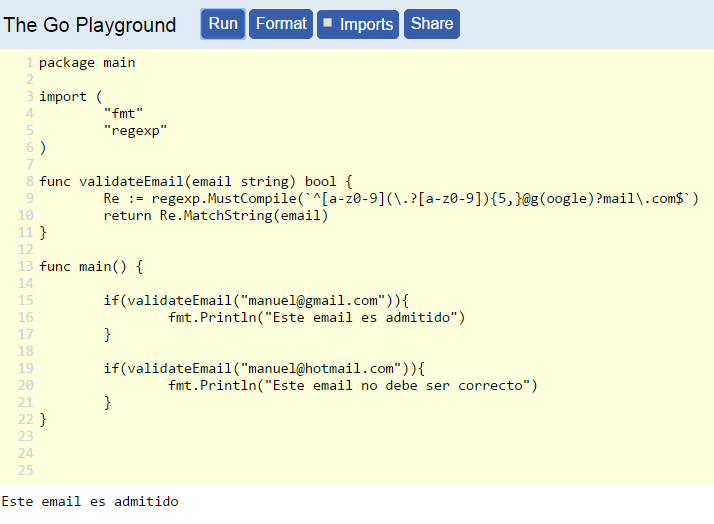 The Go Playground Run Format Imports Share
1 package main
2
3 import (
4 "fmt"
5 "regexp"
6 )
7
8 func validateEmail(email string) bool {
9 Re := regexp.MustCompile(`^[a-z0-9](\.?[a-z0-9]){5,}@g(oogle)?mail\.com$`)
10 return Re.MatchString(email)
11 }
12
13 func main() {
14
15 if(validateEmail("manuel@gmail.com")){
16 fmt.Println("Este email es admitido")
17 }
18
19 if(validateEmail("manuel@hotmail.com")){
20 fmt.Println("Este email no debe ser correcto")
21 }
22 }
23
24
25
Este email es admitido